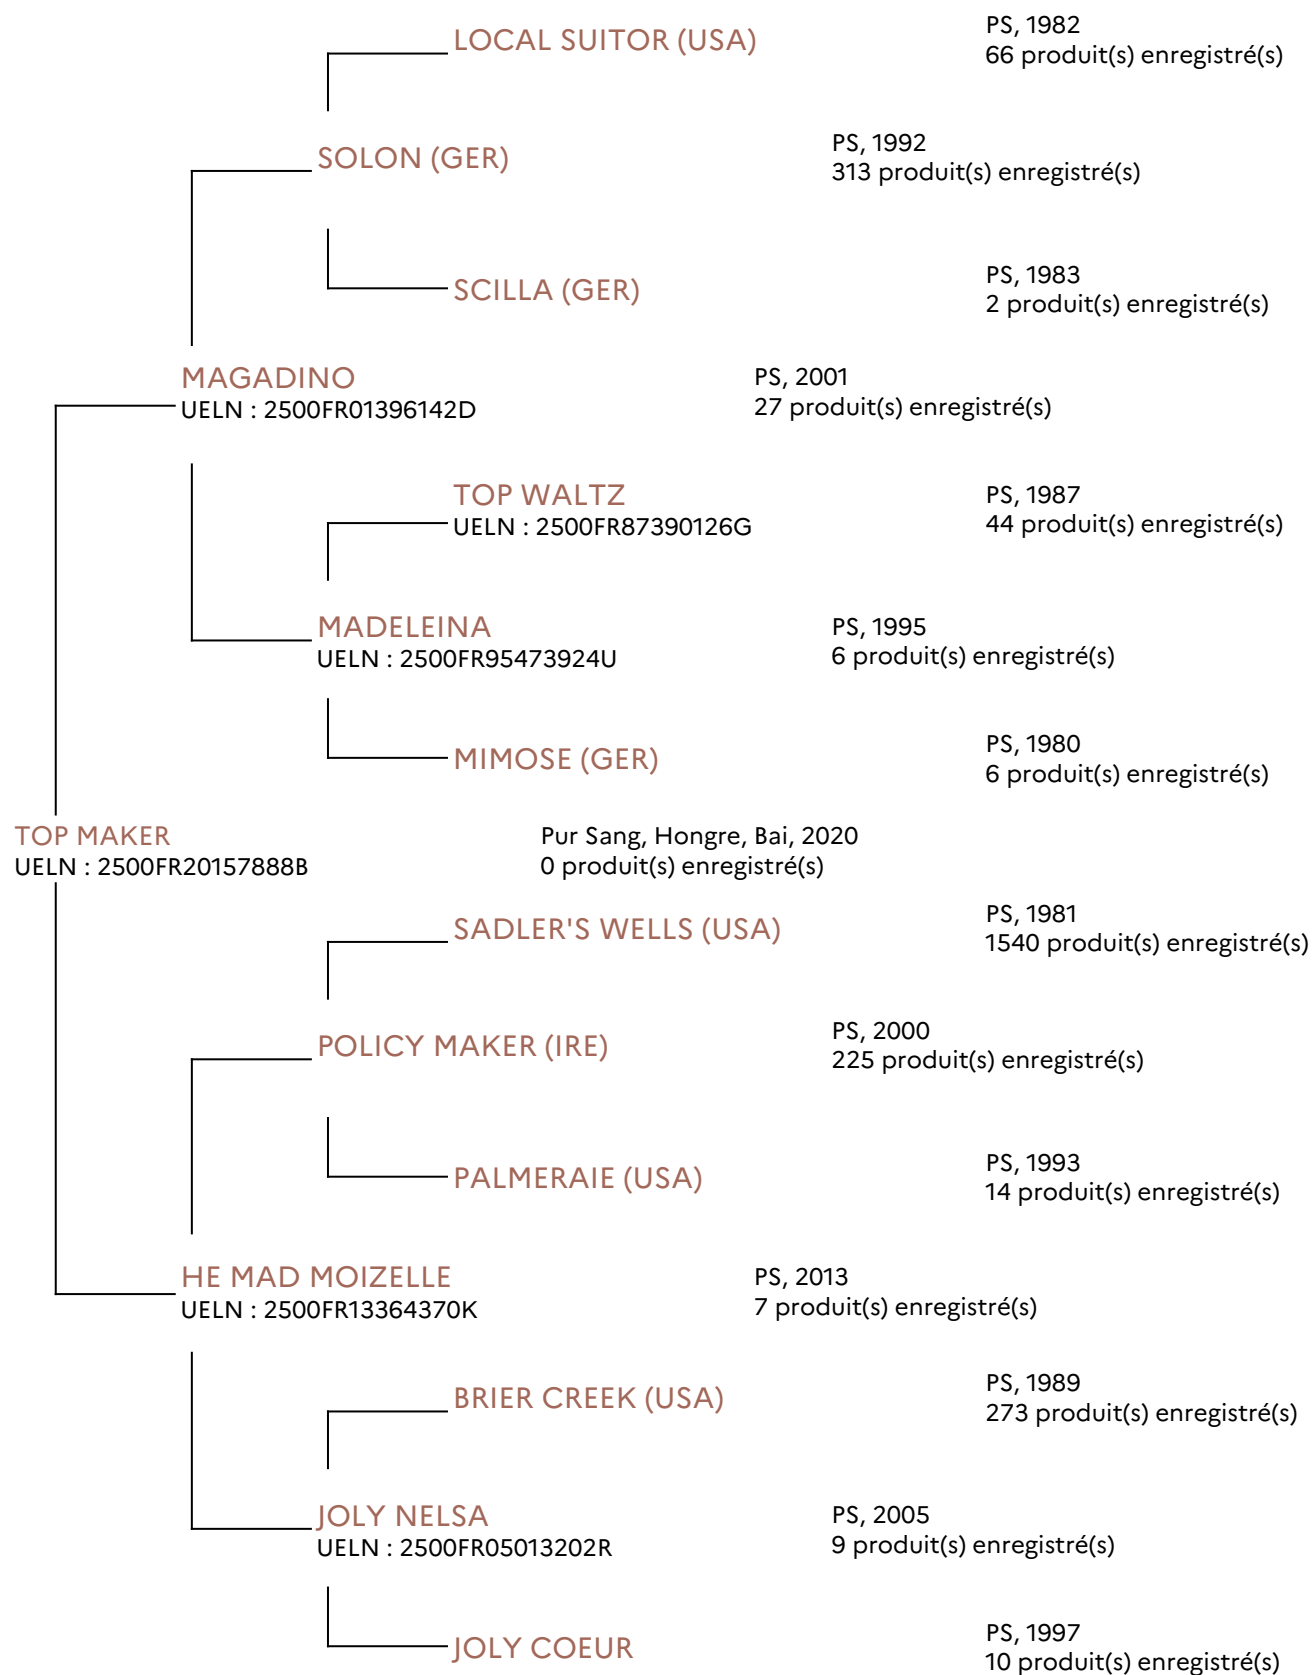 LOCAL SUITOR (USA)
PS, 1982
66 produit(s) enregistré(s)
SOLON (GER)
PS, 1992
313 produit(s) enregistré(s)
SCILLA (GER)
PS, 1983
2 produit(s) enregistré(s)
MAGADINO
UELN : 2500FR01396142D
PS, 2001
27 produit(s) enregistré(s)
TOP WALTZ
UELN : 2500FR87390126G
PS, 1987
44 produit(s) enregistré(s)
MADELEINA
UELN : 2500FR95473924U
PS, 1995
6 produit(s) enregistré(s)
MIMOSE (GER)
PS, 1980
6 produit(s) enregistré(s)
TOP MAKER
UELN : 2500FR20157888B
Pur Sang, Hongre, Bai, 2020
0 produit(s) enregistré(s)
SADLER'S WELLS (USA)
PS, 1981
1540 produit(s) enregistré(s)
POLICY MAKER (IRE)
PS, 2000
225 produit(s) enregistré(s)
PALMERAIE (USA)
PS, 1993
14 produit(s) enregistré(s)
HE MAD MOIZELLE
UELN : 2500FR13364370K
PS, 2013
7 produit(s) enregistré(s)
BRIER CREEK (USA)
PS, 1989
273 produit(s) enregistré(s)
JOLY NELSA
UELN : 2500FR05013202R
PS, 2005
9 produit(s) enregistré(s)
JOLY COEUR
PS, 1997
10 produit(s) enregistré(s)